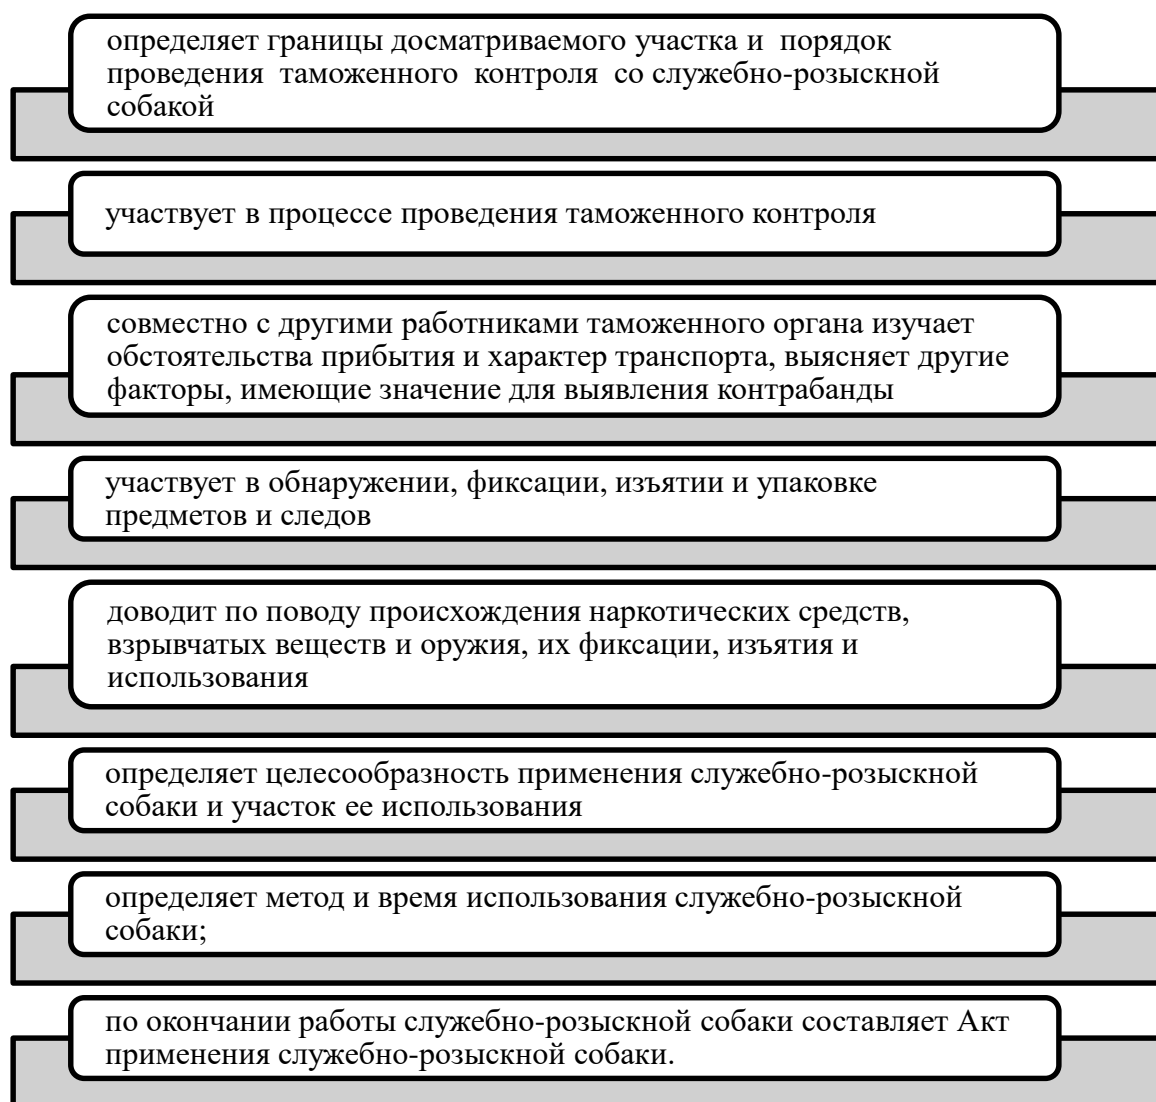 определяет границы досматриваемого участка и порядок
проведения таможенного контроля со служебно-розыскной
собакой
участвует в процессе проведения таможенного контроля
совместно с другими работниками таможенного органа изучает
обстоятельства прибытия и характер транспорта, выясняет другие
факторы, имеющие значение для выявления контрабанды
участвует в обнаружении, фиксации, изъятии и упаковке
предметов и следов
доводит по поводу происхождения наркотических средств,
взрывчатых веществ и оружия, их фиксации, изъятия и
использования
определяет целесообразность применения служебно-розыскной
собаки и участок ее использования
определяет метод и время использования служебно-розыскной
собаки;
по окончании работы служебно-розыскной собаки составляет Акт
применения служебно-розыскной собаки.